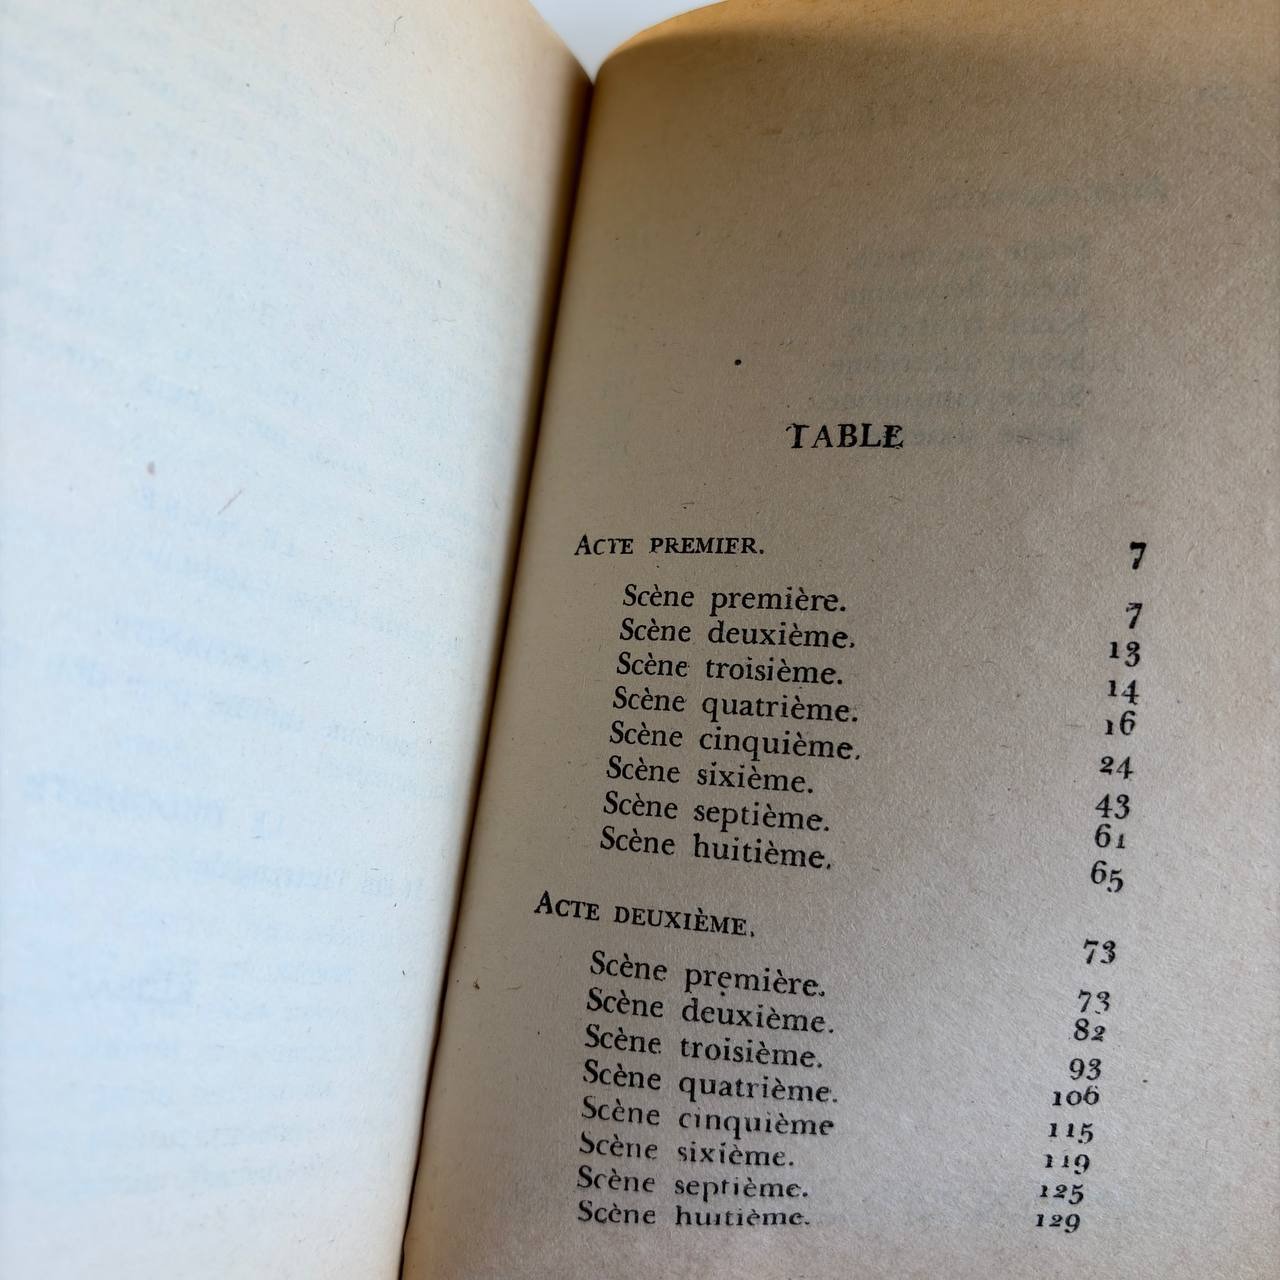 TABLE
ACTE PREMIER. 7
Scène première. 7
Scène deuxième. 13
Scène troisième. 14
Scène quatrième. 16
Scène cinquième. 24
Scène sixième. 43
Scène septième. 61
Scène huitième. 65
ACTE DEUXIÈME. 73
Scène première. 73
Scène deuxième. 82
Scène troisième. 93
Scène quatrième. 106
Scène cinquième 115
Scène sixième. 119
Scène septième. 125
Scène huitième. 129